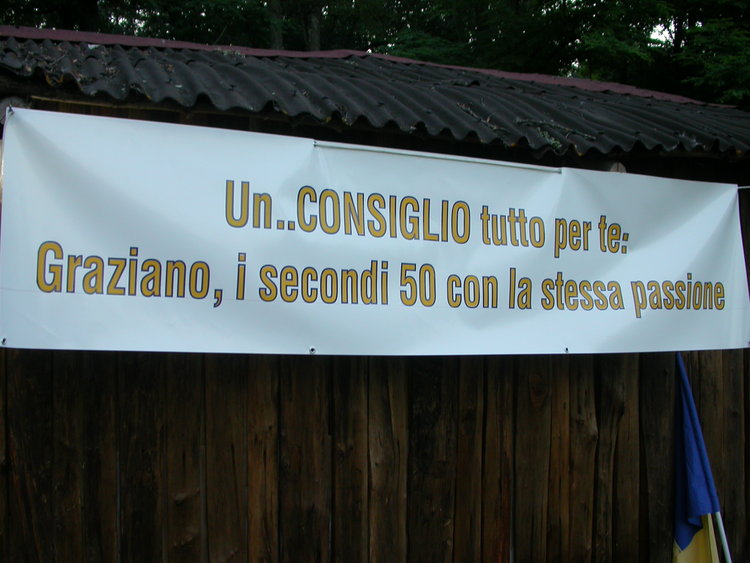 Un..CONSIGLIO tutto per te:
Graziano, i secondi 50 con la stessa passione